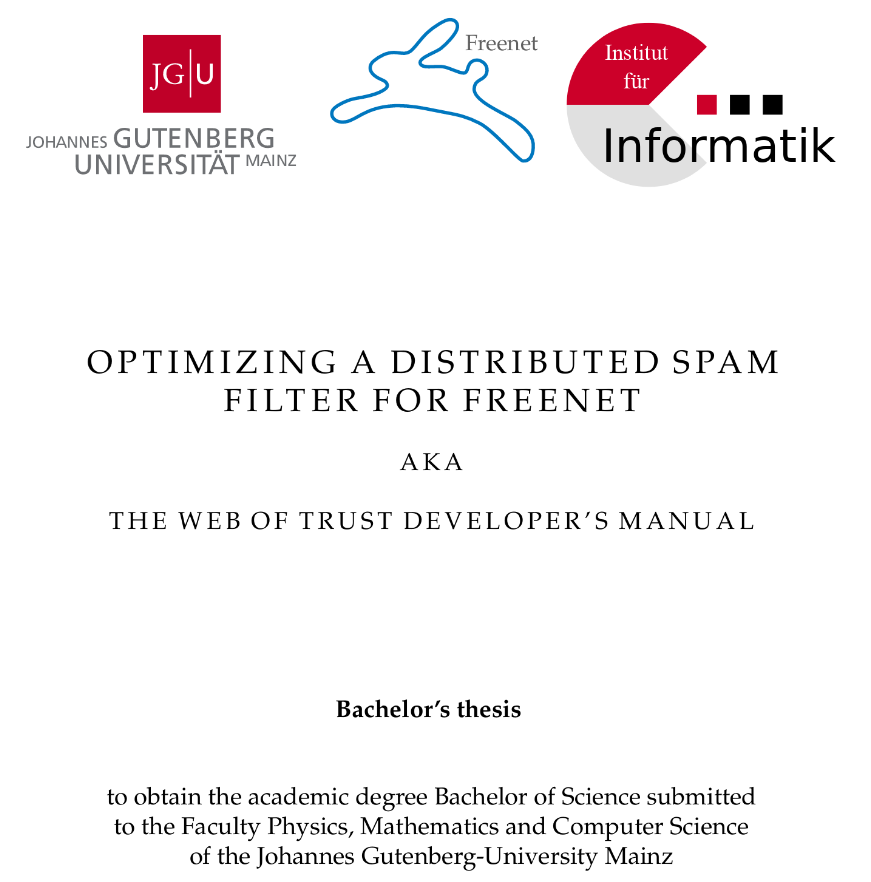 JG|U
JOHANNES GUTENBERG
UNIVERSITÄT MAINZ
Freenet
Institut
für
Informatik
OPTIMIZING A DISTRIBUTED SPAM
FILTER FOR FREENET
AKA
THE WEB OF TRUST DEVELOPER’S MANUAL
Bachelor’s thesis
to obtain the academic degree Bachelor of Science submitted
to the Faculty Physics, Mathematics and Computer Science
of the Johannes Gutenberg-University Mainz